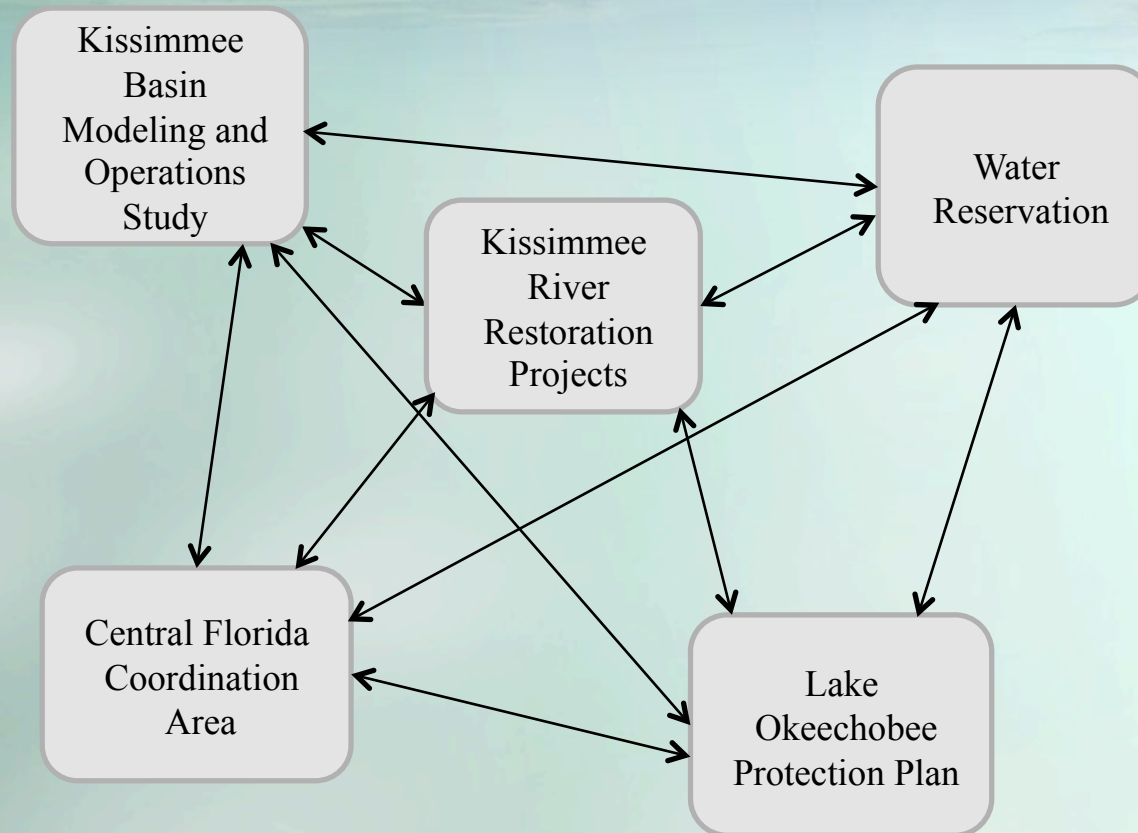 Kissimmee
Basin
Modeling and
Operations
Study
Water
Reservation
Kissimmee
River
Restoration
Projects
Central Florida
Coordination
Area
Lake
Okeechobee
Protection Plan